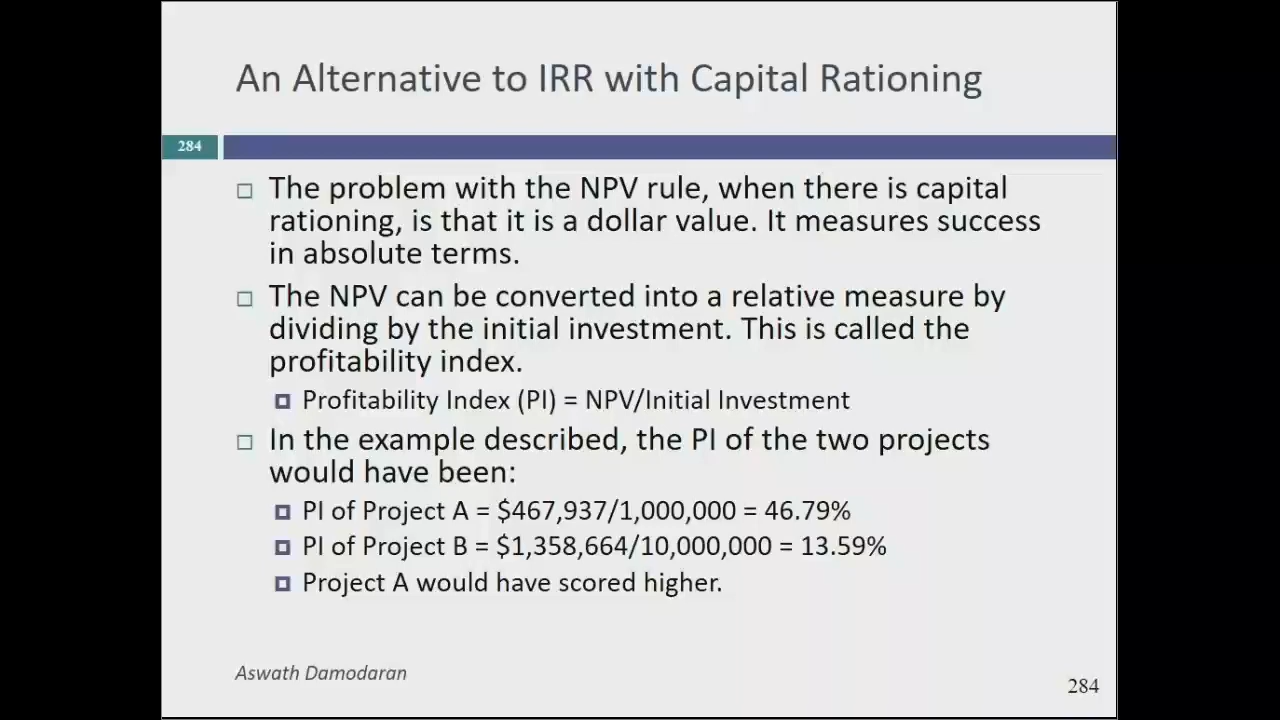 An Alternative to IRR with Capital Rationing
284
The problem with the NPV rule, when there is capital
rationing, is that it is a dollar value. It measures success
in absolute terms.
The NPV can be converted into a relative measure by
dividing by the initial investment. This is called the
profitability index.
Profitability Index (PI) = NPV/Initial Investment
In the example described, the PI of the two projects
would have been:
PI of Project A = $467,937/1,000,000 = 46.79%
PI of Project B = $1,358,664/10,000,000 = 13.59%
Project A would have scored higher.
Aswath Damodaran
284